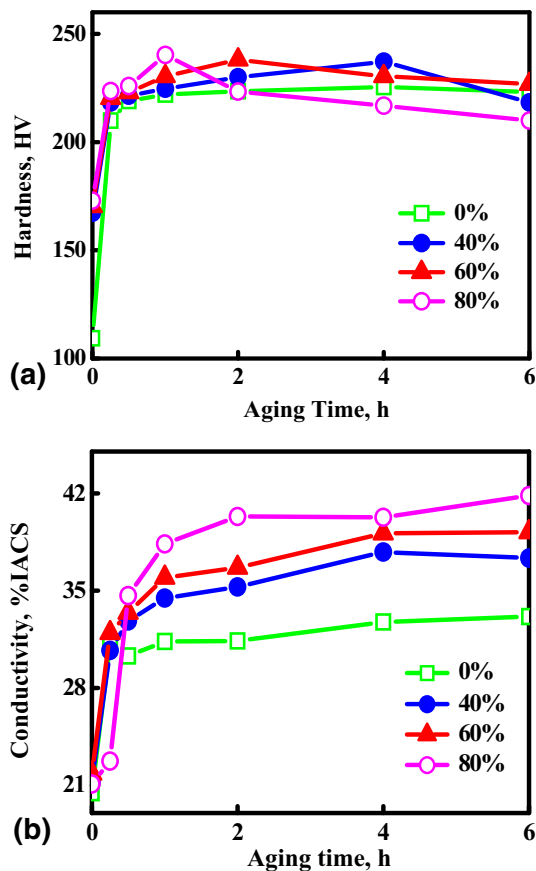 250
200
150
100
Hardness, HV
0%
40%
60%
80%
(a)
0 2 4 6
Aging Time, h
42
35
28
21
Conductivity, %IACS
0%
40%
60%
80%
(b)
0 2 4 6
Aging time, h